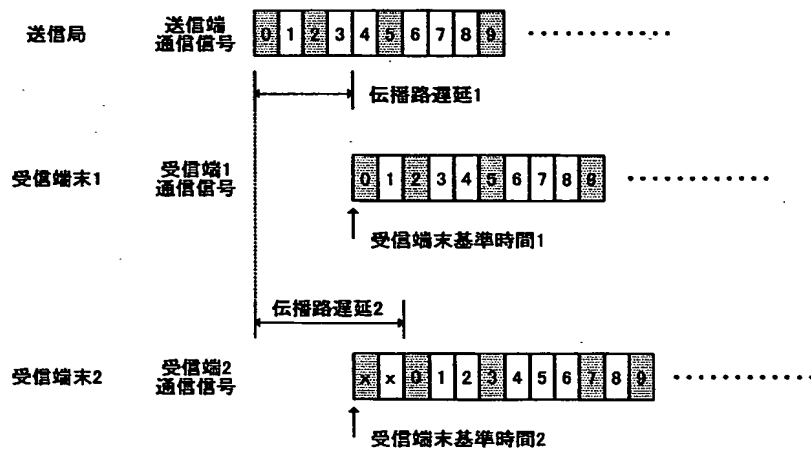 送信局
送信端
通信信号
0 1 2 3 4 5 6 7 8 9 ············
伝播路遅延1
受信端末1
受信端1
通信信号
0 1 2 3 4 5 6 7 8 9 ············
受信端末基準時間1
伝播路遅延2
受信端末2
受信端2
通信信号
x x 0 1 2 3 4 5 6 7 8 9 ············
受信端末基準時間2